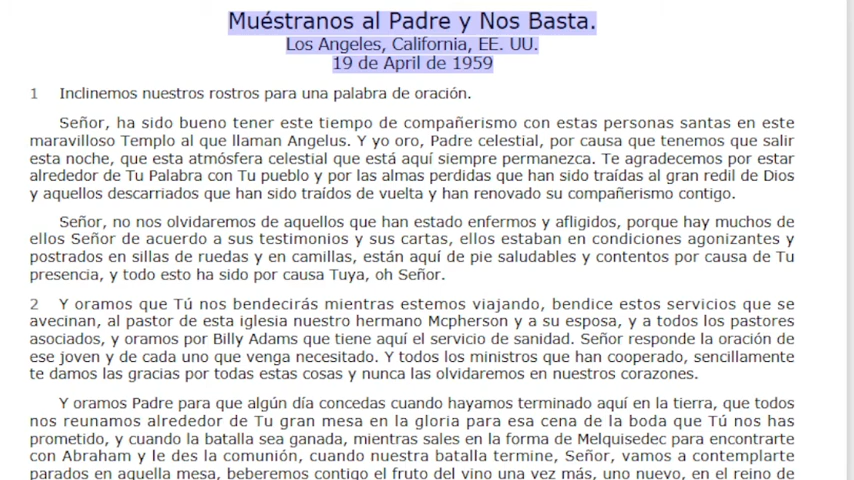 Muéstranos al Padre y Nos Basta.
Los Angeles, California, EE. UU.
19 de April de 1959
1 Inclinemos nuestros rostros para una palabra de oración.
Señor, ha sido bueno tener este tiempo de compañerismo con estas personas santas en este
maravilloso Templo al que llaman Angelus. Y yo oro, Padre celestial, por causa que tenemos que salir
esta noche, que esta atmósfera celestial que está aquí siempre permanezca. Te agradecemos por estar
alrededor de Tu Palabra con Tu pueblo y por las almas perdidas que han sido traídas al gran redil de Dios
y aquellos descarriados que han sido traídos de vuelta y han renovado su compañerismo contigo.
Señor, no nos olvidaremos de aquellos que han estado enfermos y afligidos, porque hay muchos de
ellos Señor de acuerdo a sus testimonios y sus cartas, ellos estaban en condiciones agonizantes y
postrados en sillas de ruedas y en camillas, están aquí de pie saludables y contentos por causa de Tu
presencia, y todo esto ha sido por causa Tuya, oh Señor.
2 Y oramos que Tú nos bendecirás mientras estemos viajando, bendice estos servicios que se
avecinan, al pastor de esta iglesia nuestro hermano Mcpherson y a su esposa, y a todos los pastores
asociados, y oramos por Billy Adams que tiene aquí el servicio de sanidad. Señor responde la oración de
ese joven y de cada uno que venga necesitado. Y todos los ministros que han cooperado, sencillamente
te damos las gracias por todas estas cosas y nunca las olvidaremos en nuestros corazones.
Y oramos Padre para que algún día concedas cuando hayamos terminado aquí en la tierra, que todos
nos reunamos alrededor de Tu gran mesa en la gloria para esa cena de la boda que Tú nos has
prometido, y cuando la batalla sea ganada, mientras sales en la forma de Melquisedec para encontrarte
con Abraham y le des la comunión, cuando nuestra batalla termine, Señor, vamos a contemplarte
parados en aquella mesa, beberemos contigo el fruto del vino una vez más, uno nuevo, en el reino de